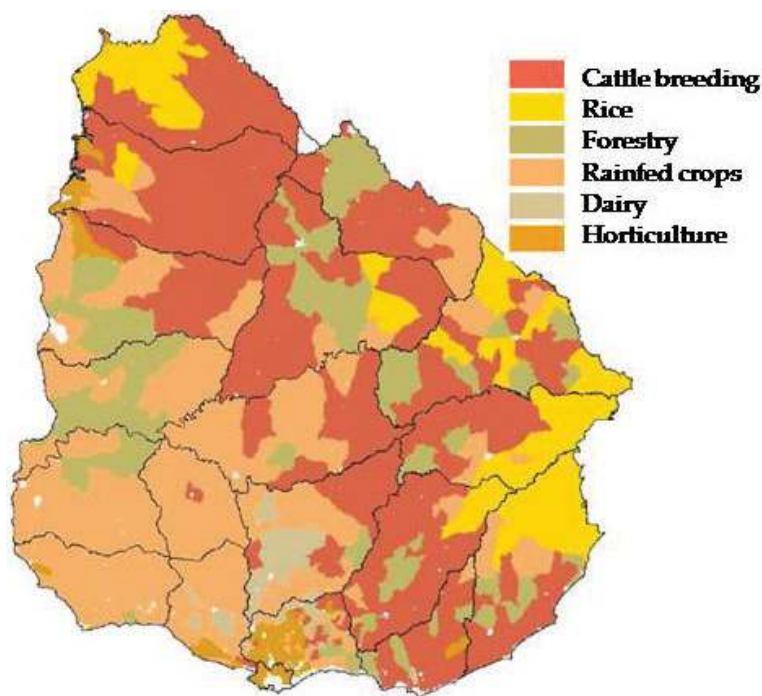 Cattle breeding
Rice
Forestry
Rainfed crops
Dairy
Horticulture